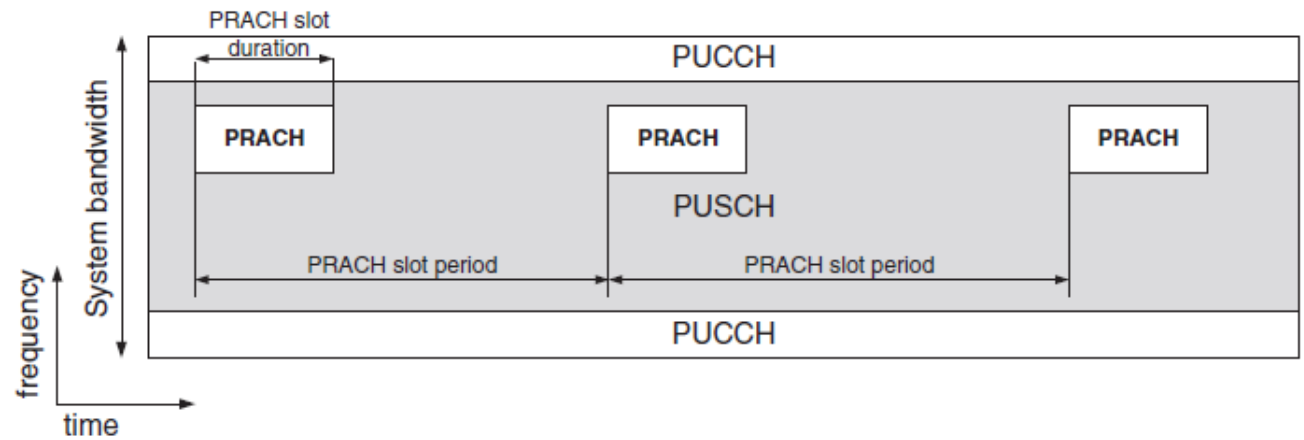 PRACH slot
duration
PUCCH
System bandwidth
PRACH
PRACH
PRACH
PUSCH
PRACH slot period
PRACH slot period
PUCCH
frequency
time